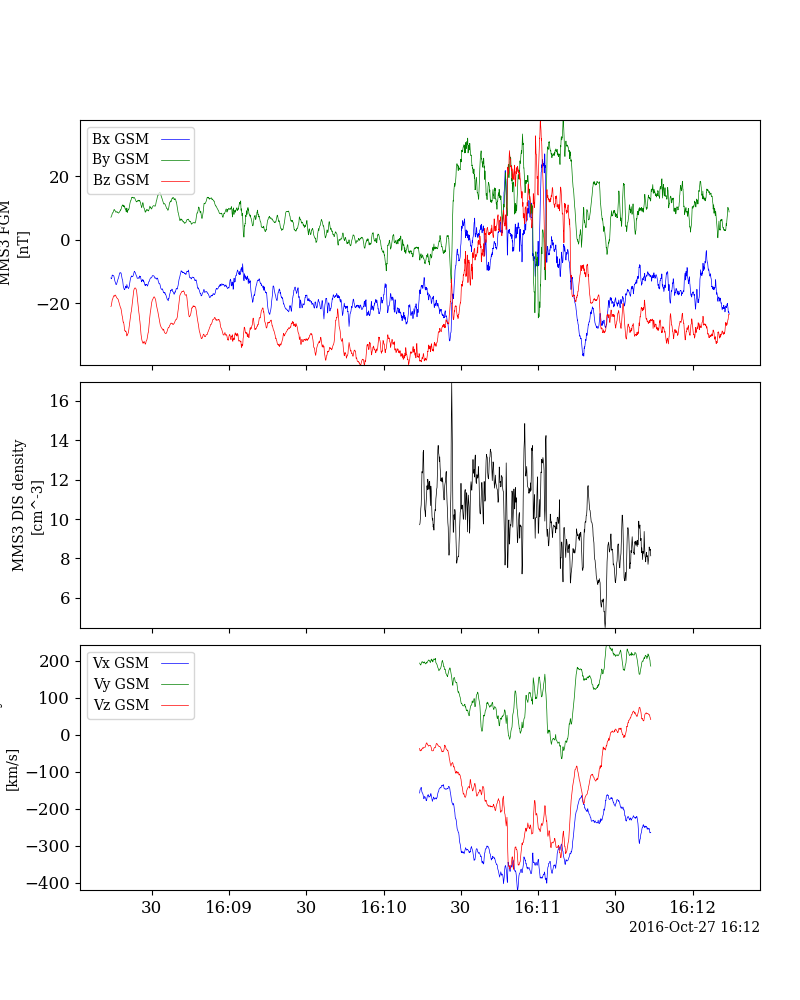 Bx GSM
By GSM
Bz GSM
MMS3 FGM
[nT]
20
0
−20
MMS3 DIS density
[cm^-3]
16
14
12
10
8
6
Vx GSM
Vy GSM
Vz GSM
[km/s]
200
100
0
−100
−200
−300
−400
30 16:09 30 16:10 30 16:11 30 16:12
2016-Oct-27 16:12